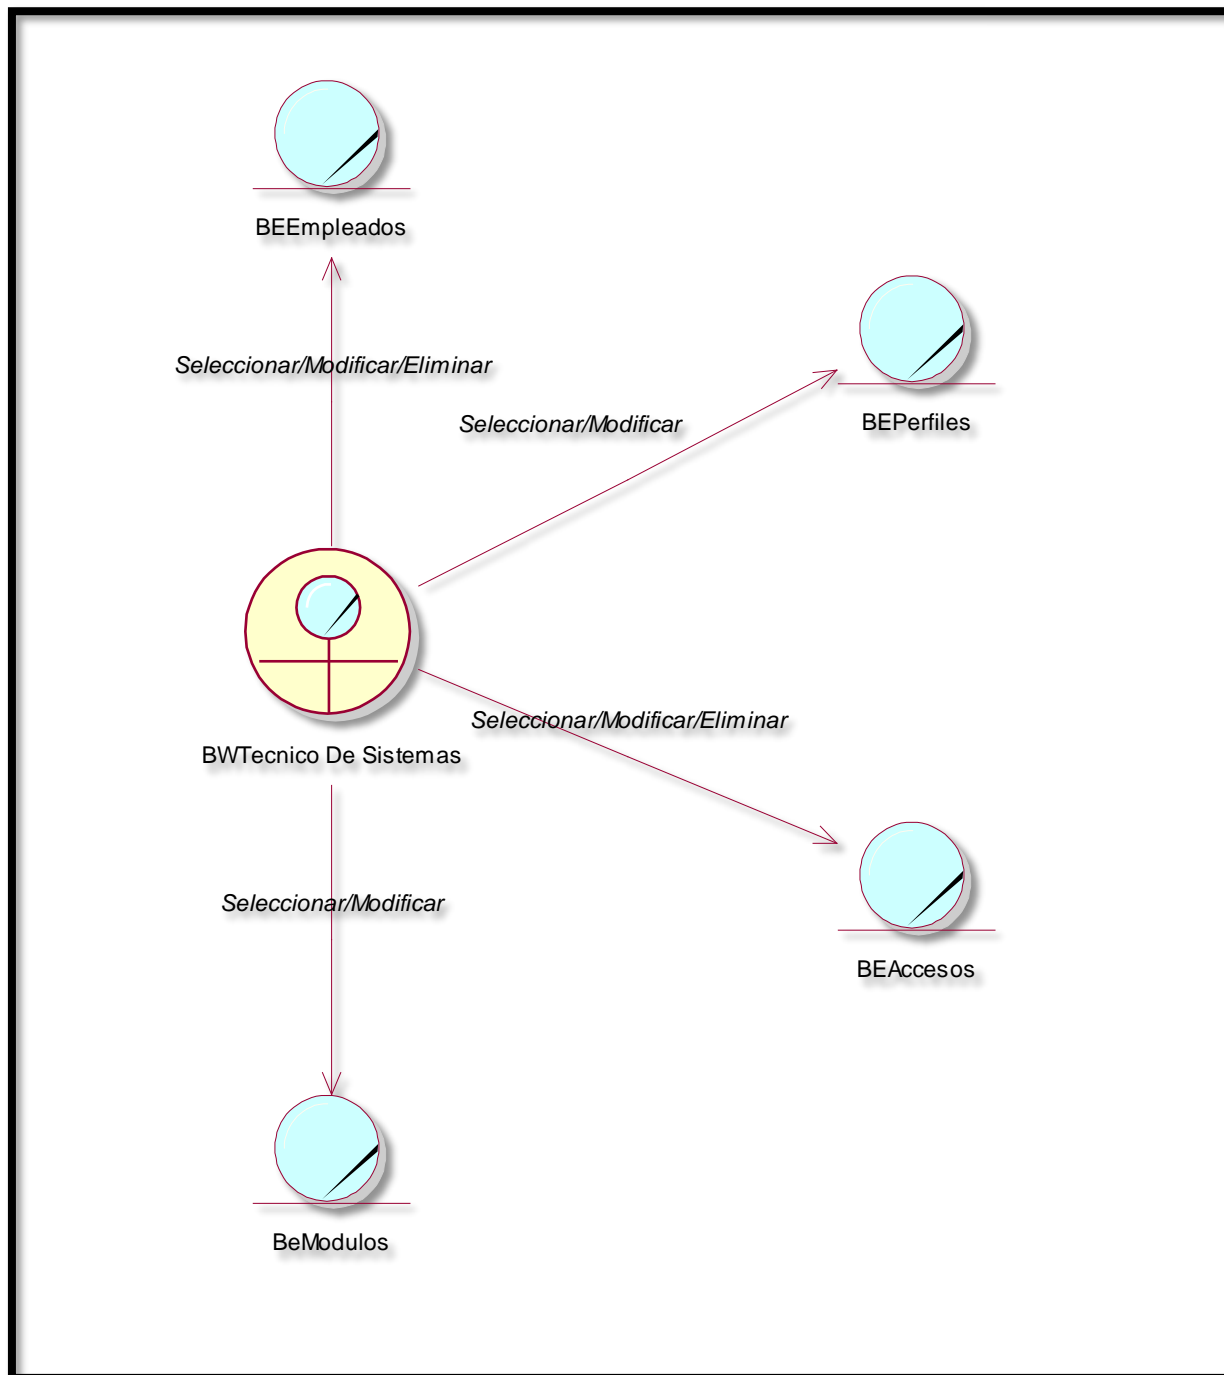 BEEmpleados
Seleccionar/Modificar/Eliminar
Seleccionar/Modificar
BEPerfiles
BWTecnico De Sistemas
Seleccionar/Modificar/Eliminar
Seleccionar/Modificar
BEAccesos
BeModulos